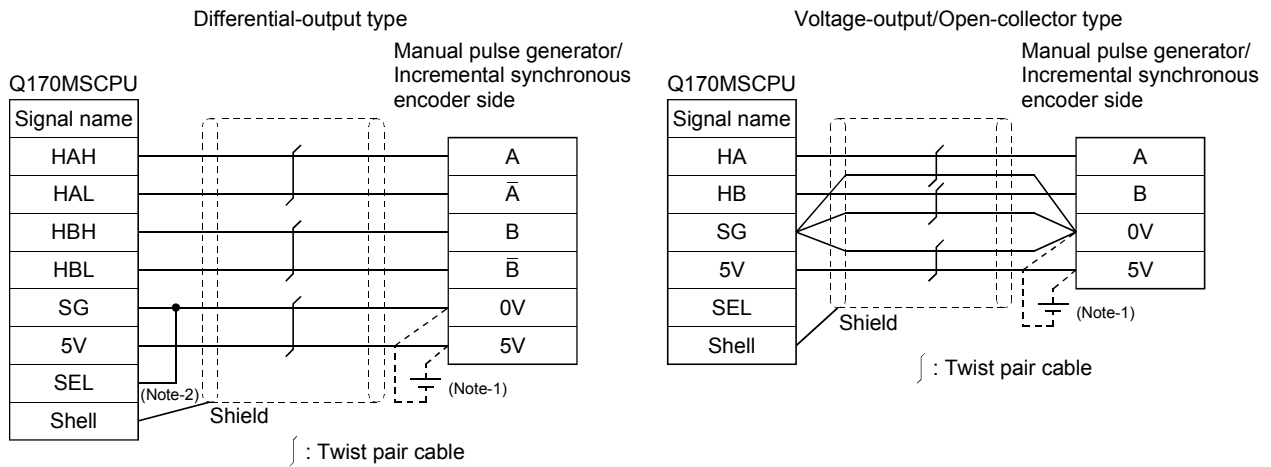 Differential-output type
Manual pulse generator/
Incremental synchronous
encoder side
Q170MSCPU
Signal name
HAH
HAL
HBH
HBL
SG
5V
SEL
Shell
A
A̅
B
B̅
0V
5V
(Note-2)
(Note-1)
Shield
: Twist pair cable
Voltage-output/Open-collector type
Manual pulse generator/
Incremental synchronous
encoder side
Q170MSCPU
Signal name
HA
HB
SG
5V
SEL
Shell
A
B
0V
5V
(Note-1)
Shield
: Twist pair cable